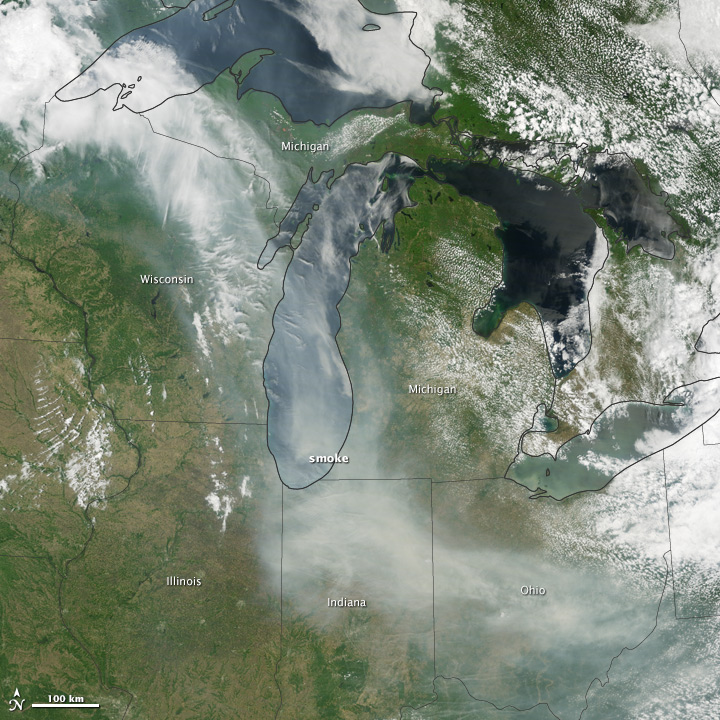 Michigan
Wisconsin
Michigan
smoke
Illinois
Indiana
Ohio
N
100 km